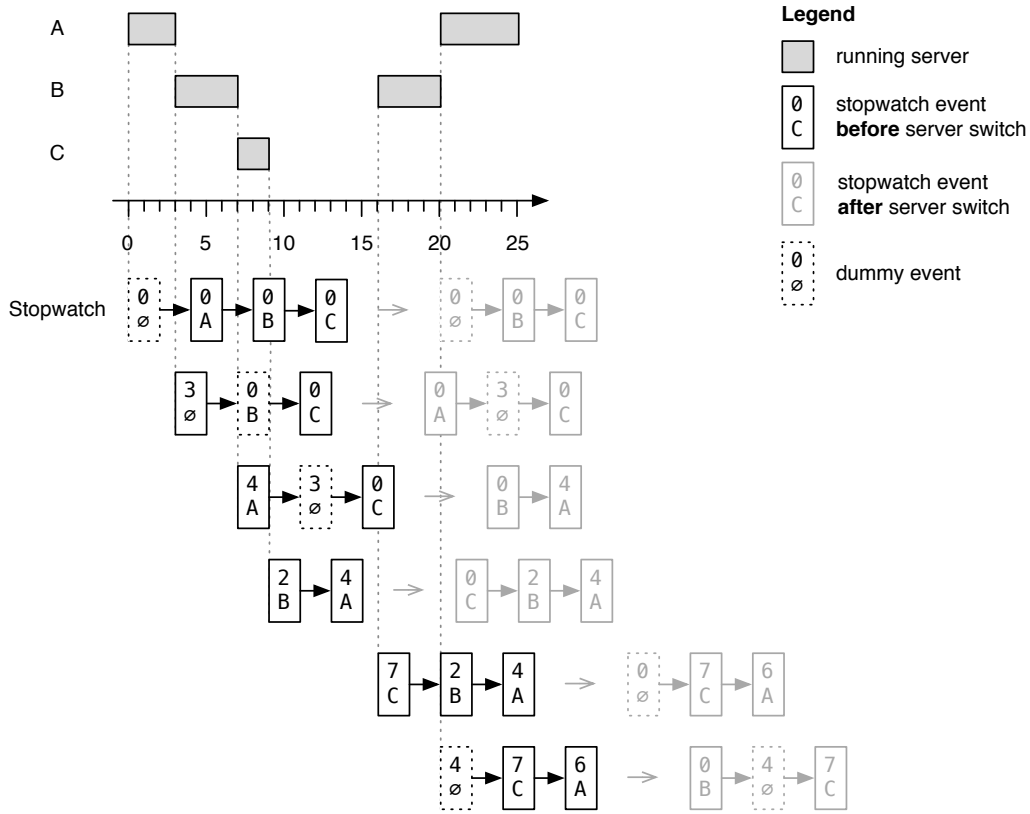 A
B
C
0 5 10 15 20 25
Legend
running server
0
C
stopwatch event
before server switch
0
C
stopwatch event
after server switch
0
∅
dummy event
Stopwatch
0 0 0 0 0 0 0
∅ A B C ∅ B C
3 0 0 0 3 0
∅ B C A ∅ C
4 3 0 0 4
A ∅ C B A
2 4 0 2 4
B A C B A
7 2 4 0 7 6
C B A ∅ C A
4 7 6 0 4 7
∅ C A B ∅ C